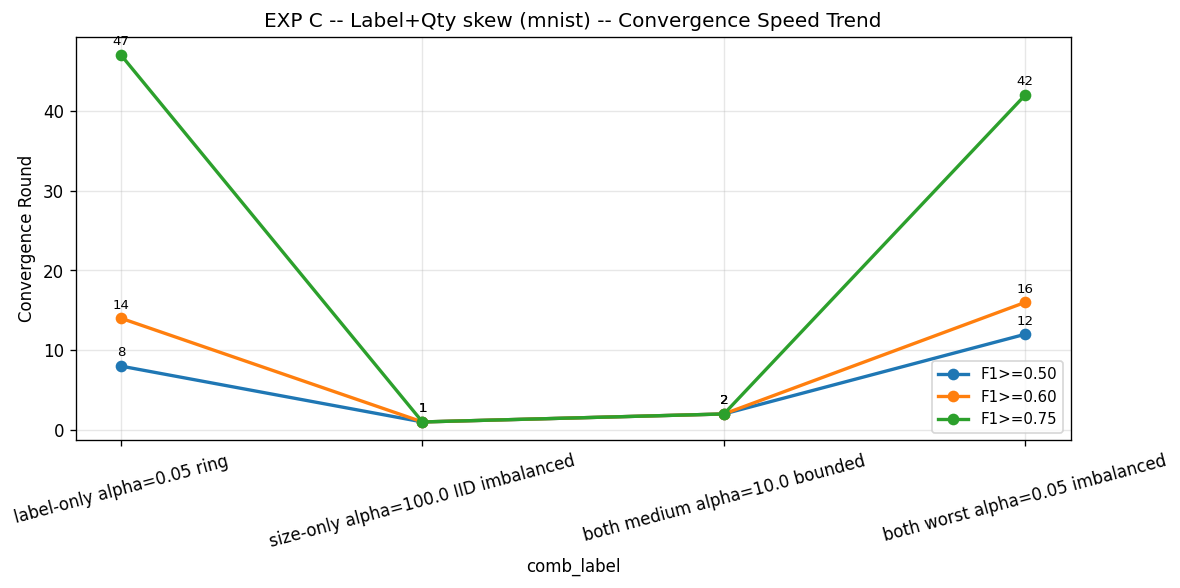 EXP C -- Label+Qty skew (mnist) -- Convergence Speed Trend
Convergence Round
40
30
20
10
0
47
14
8
1
2
42
16
12
F1>=0.50
F1>=0.60
F1>=0.75
label-only alpha=0.05 ring
size-only alpha=100.0 IID imbalanced
both medium alpha=10.0 bounded
both worst alpha=0.05 imbalanced
comb_label